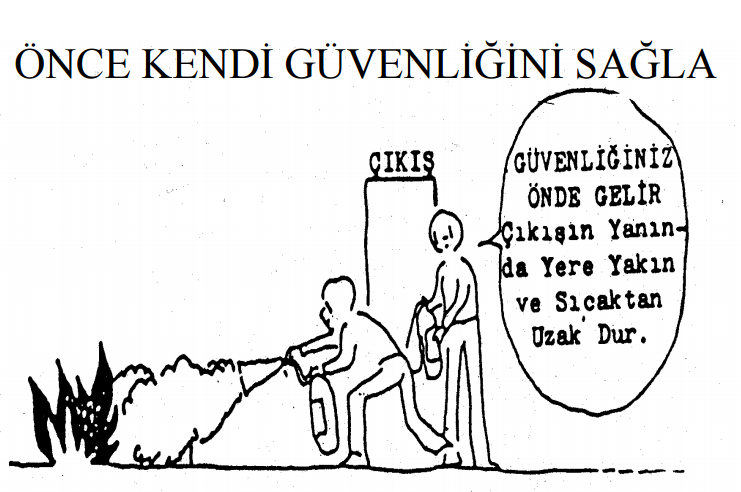 ÖNCE KENDİ GÜVENLİĞİNİ SAĞLA
ÇIKIŞ
GÜVENLİĞİNİZ
ÖNDE GELİR
Çıkışın Yanın-
da Yere Yakın
ve Sıcaktan
Uzak Dur.